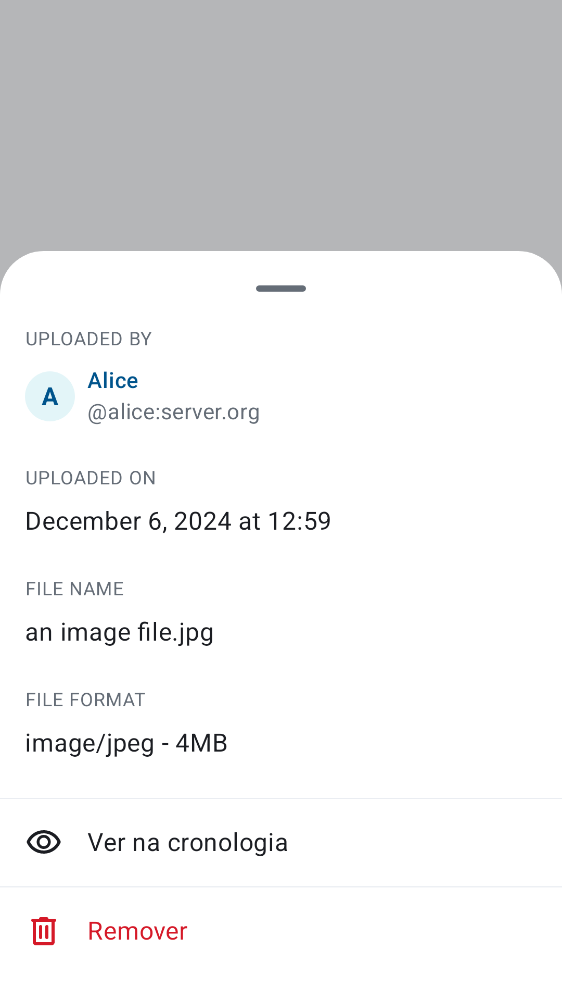 UPLOADED BY
A
Alice
@alice:server.org
UPLOADED ON
December 6, 2024 at 12:59
FILE NAME
an image file.jpg
FILE FORMAT
image/jpeg - 4MB
Ver na cronologia
Remover